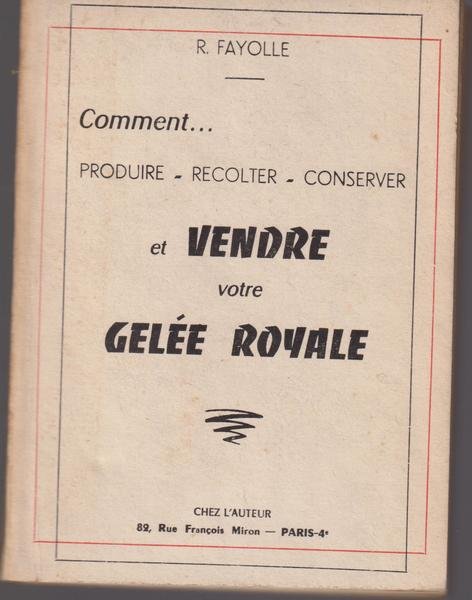 R. FAYOLLE
Comment...
PRODUIRE - RECOLTER - CONSERVER
et VENDRE
votre
GELÉE ROYALE
CHEZ L'AUTEUR
82, Rue François Miron — PARIS-4e